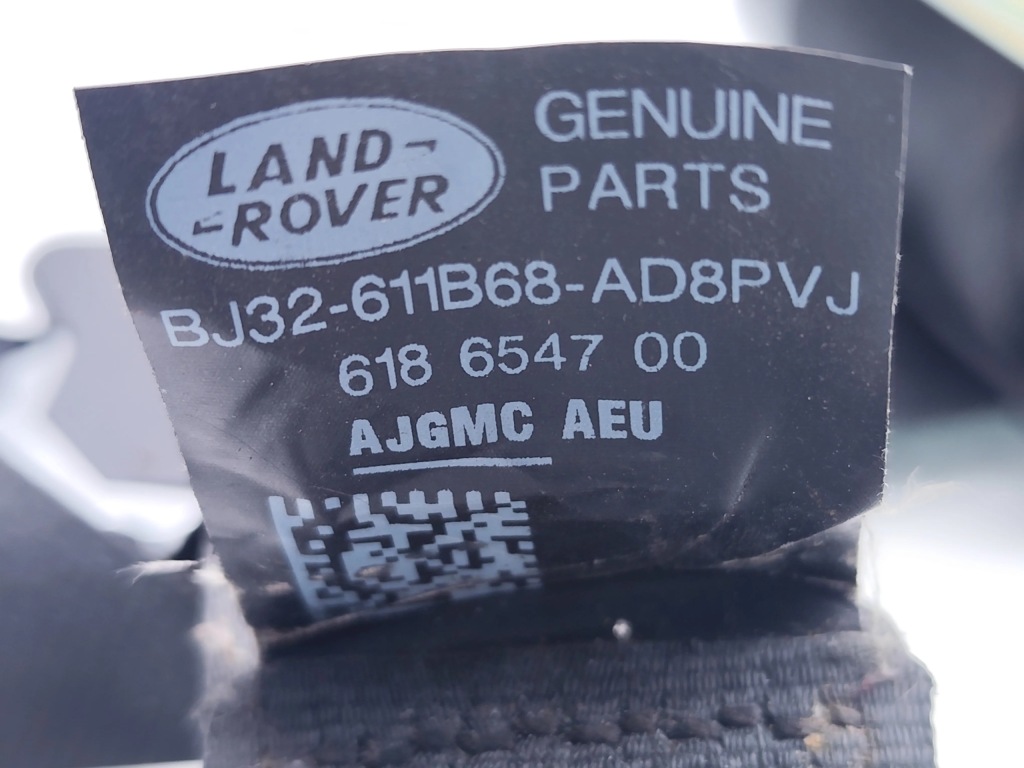 LAND-
-ROVER
GENUINE
PARTS
BJ32-611B68-AD8PVJ
618 6547 00
AJGMC AEU